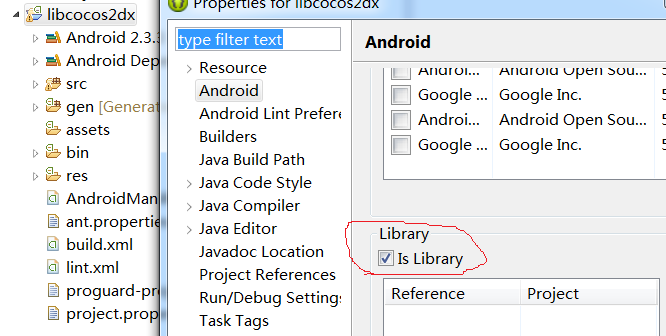 libcocos2dx
Android 2.3.3
Android Dep
src
gen [Generat
assets
bin
res
AndroidMan
ant.propertie
build.xml
lint.xml
proguard-pro
project.prop
Properties for libcocos2dx
type filter text
Resource
Android
Android Lint Prefere
Builders
Java Build Path
Java Code Style
Java Compiler
Java Editor
Javadoc Location
Project References
Run/Debug Settings
Task Tags
Android
Androi... Android Open Sou...
Google ... Google Inc. 5
Androi... Android Open Sou... 5
Google ... Google Inc. 5
Library
Is Library
Reference Project